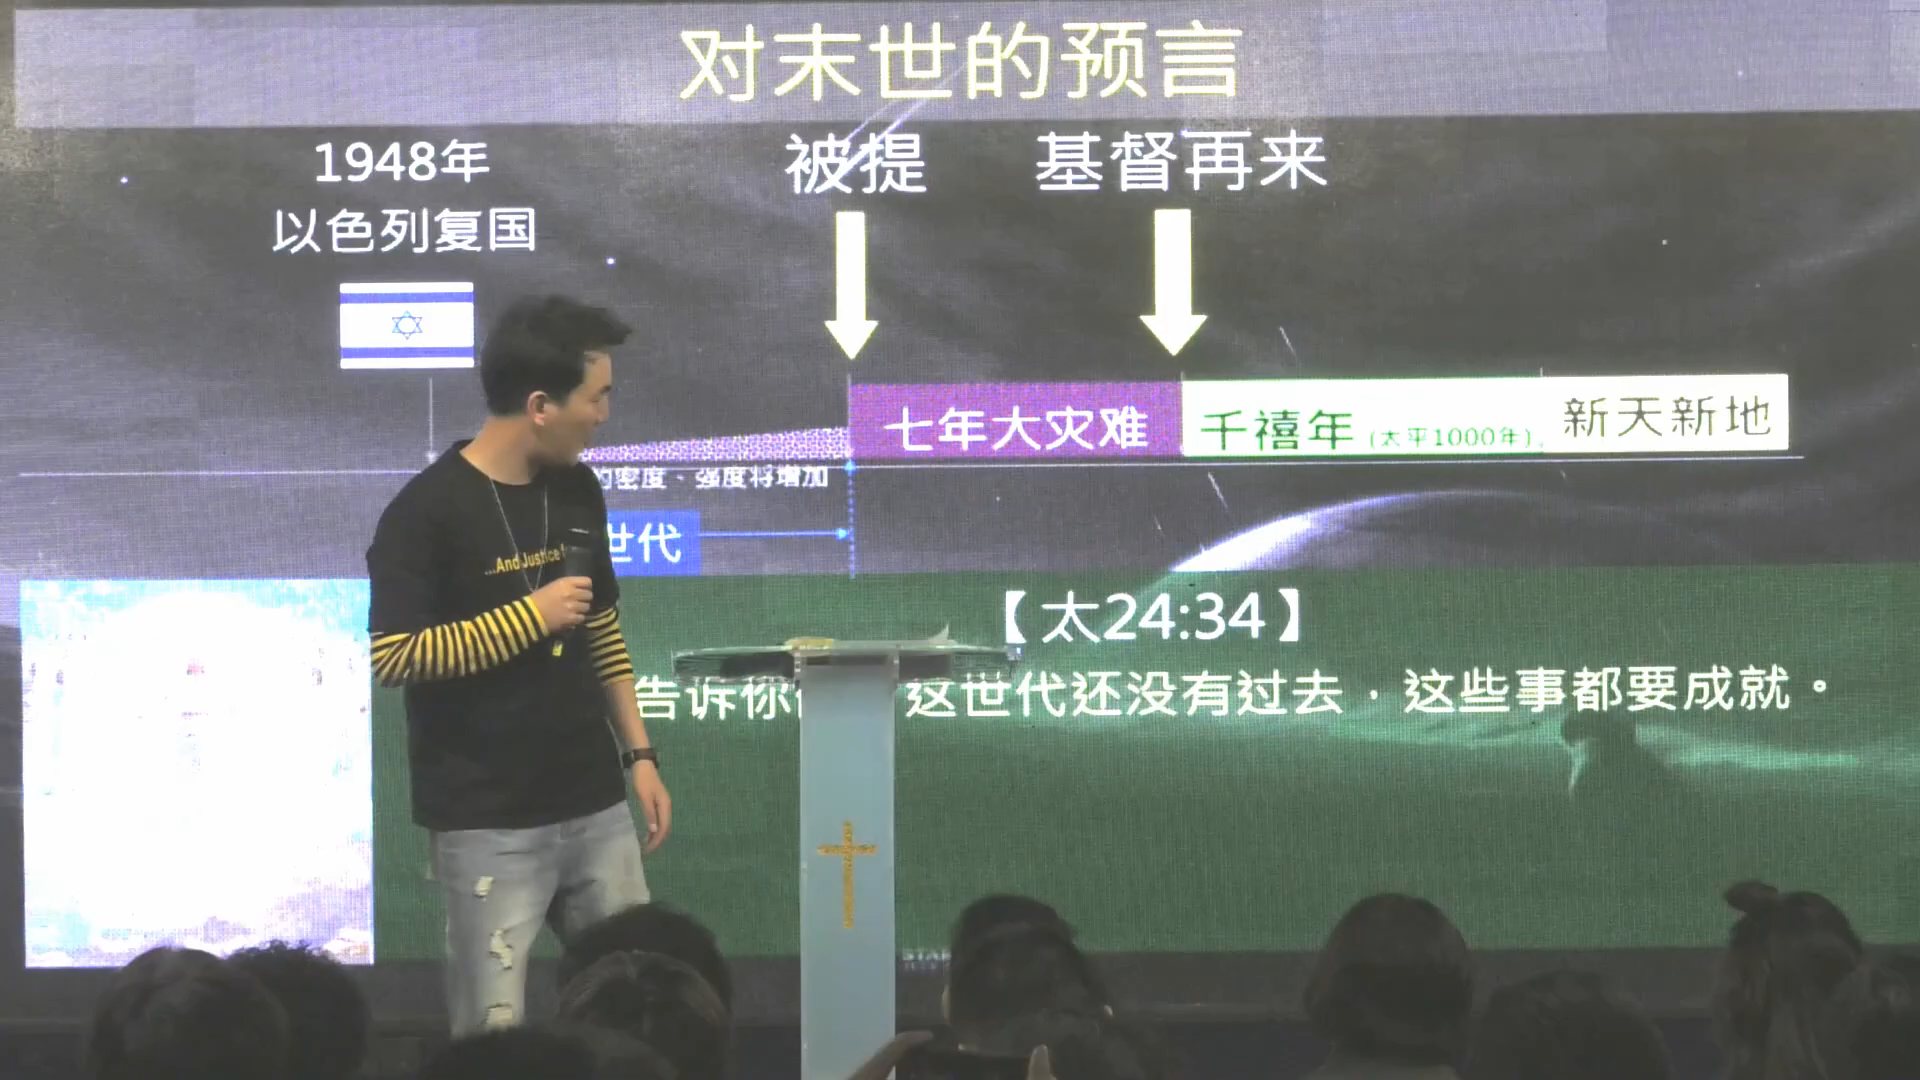 对末世的预言
1948年
以色列复国
被提
基督再来
七年大灾难
千禧年 (太平1000年)
新天新地
的密度、强度将增加
世代
...And Justice f
【太24:34】
告诉你
这世代还没有过去，这些事都要成就。
STAR